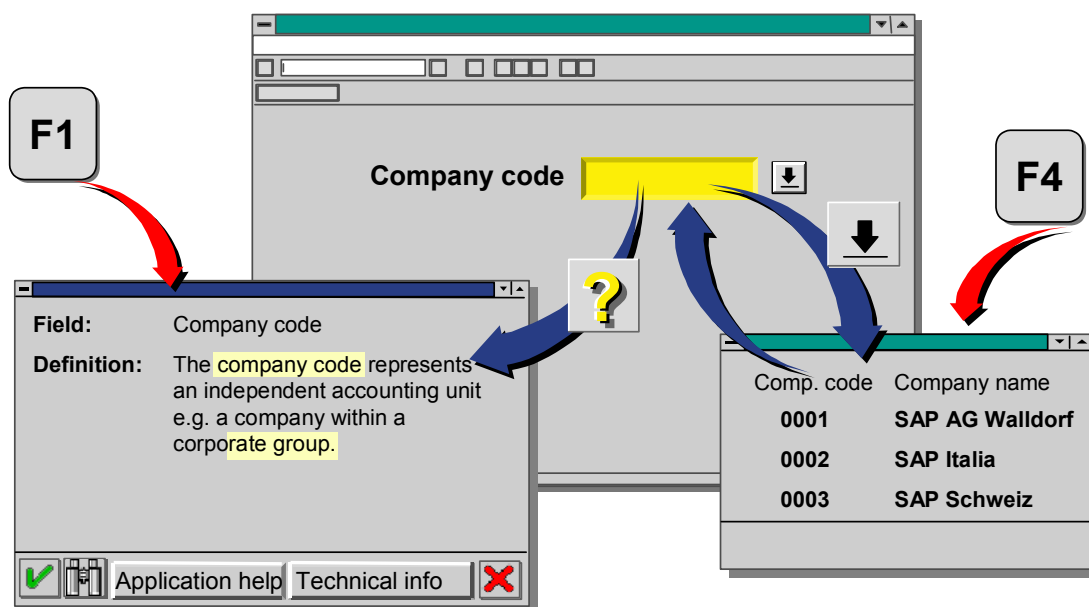 F1
Company code
F4
?
Field: Company code
Definition: The company code represents
an independent accounting unit
e.g. a company within a
corporate group.
Application help Technical info
Comp. code Company name
0001 SAP AG Walldorf
0002 SAP Italia
0003 SAP Schweiz